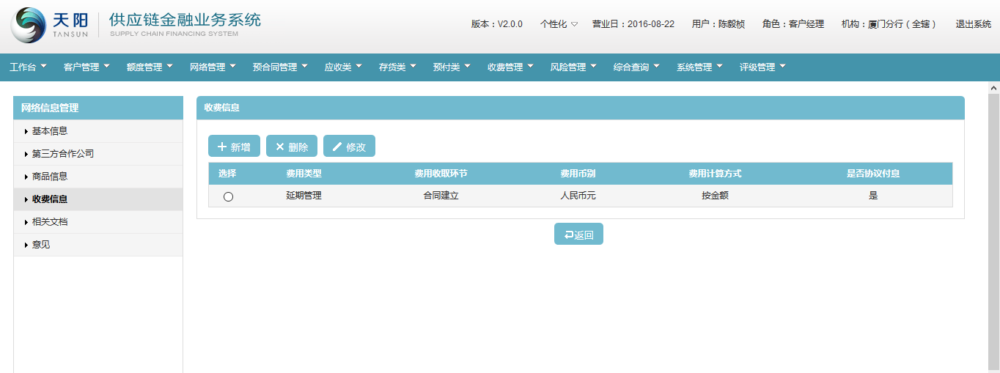 天阳 供应链金融业务系统
TANSUN SUPPLY CHAIN FINANCING SYSTEM
版本：V2.0.0 个性化 营业日：2016-08-22 用户：陈毅桢 角色：客户经理 机构：厦门分行（全辖） 退出系统
工作台 客户管理 额度管理 网络管理 预合同管理 应收类 存货类 预付类 收费管理 风险管理 综合查询 系统管理 评级管理
网络信息管理
基本信息
第三方合作公司
商品信息
收费信息
相关文档
意见
收费信息
新增 删除 修改
选择 费用类型 费用收取环节 费用币别 费用计算方式 是否协议付息
延期管理 合同建立 人民币元 按金额 是
返回